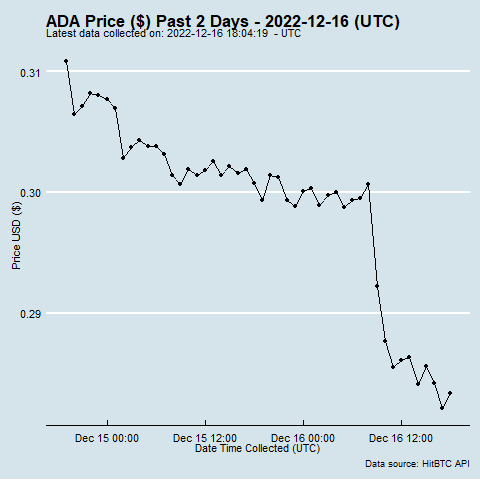 ADA Price ($) Past 2 Days - 2022-12-16 (UTC)
Latest data collected on: 2022-12-16 18:04:19 - UTC
0.31
0.30
0.29
Price USD ($)
Dec 15 00:00 Dec 15 12:00 Dec 16 00:00 Dec 16 12:00
Date Time Collected (UTC)
Data source: HitBTC API